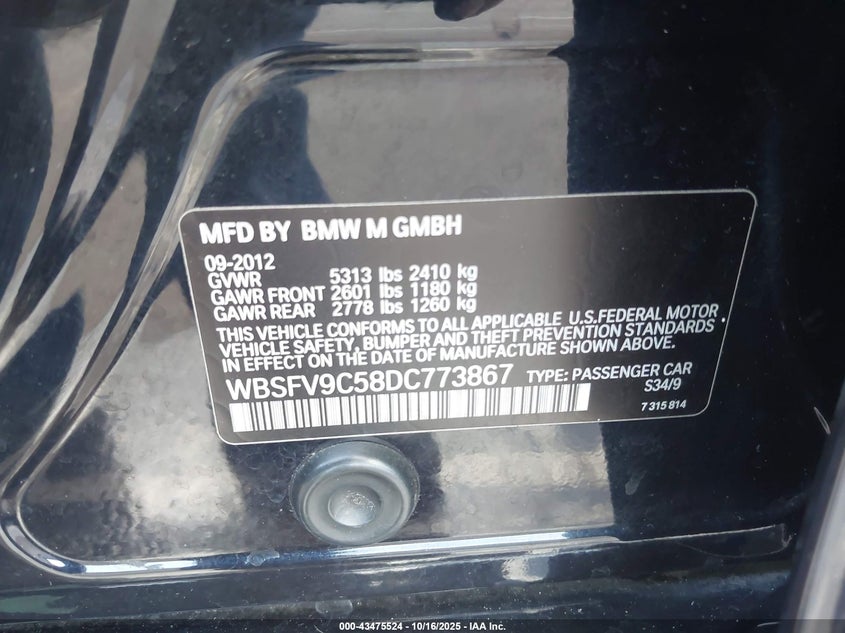 MFD BY BMW M GMBH
09-2012
GVWR 5313 lbs 2410 kg
GAWR FRONT 2601 lbs 1180 kg
GAWR REAR 2778 lbs 1260 kg
THIS VEHICLE CONFORMS TO ALL APPLICABLE U.S.FEDERAL MOTOR
VEHICLE SAFETY, BUMPER AND THEFT PREVENTION STANDARDS
IN EFFECT ON THE DATE OF MANUFACTURE SHOWN ABOVE.
WBSFV9C58DC773867 TYPE: PASSENGER CAR
S34/9
7 315 814
000-43475524 - 10/16/2025 - IAA Inc.